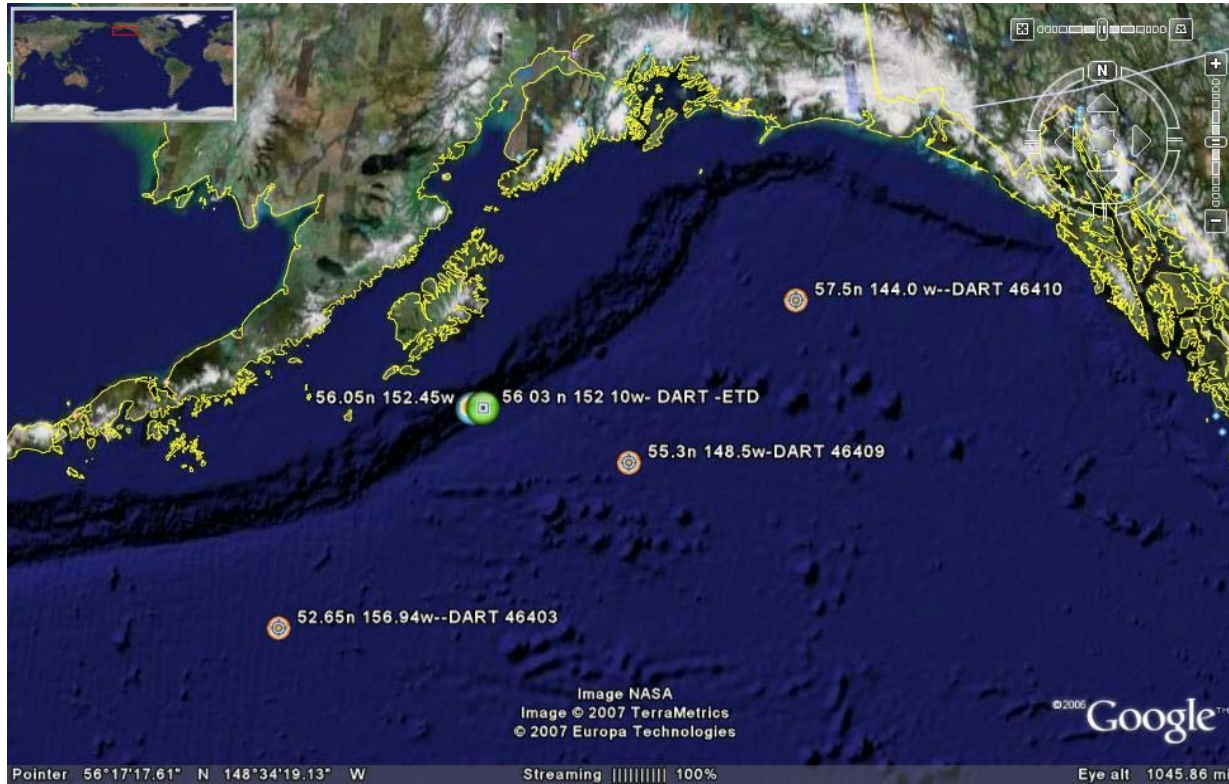 N
57.5n 144.0 w--DART 46410
56.05n 152.45w
56 03 n 152 10w- DART -ETD
55.3n 148.5w-DART 46409
52.65n 156.94w--DART 46403
Image NASA
Image © 2007 TerraMetrics
© 2007 Europa Technologies
©2006 Google™
Pointer 56°17'17.61" N 148°34'19.13" W Streaming |||||||||| 100% Eye alt 1045.86 m